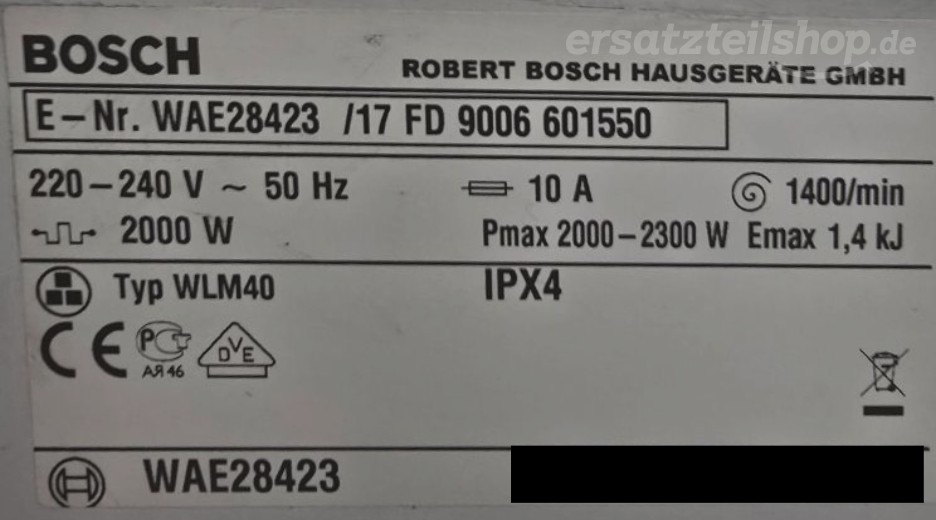 ersatzteilshop.de
BOSCH
ROBERT BOSCH HAUSGERÄTE GMBH
E-Nr. WAE28423 /17 FD 9006 601550
220-240 V ~ 50 Hz 10 A 1400/min
2000 W Pmax 2000-2300 W Emax 1,4 kJ
Typ WLM40 IPX4
CE PCT DVE
АЯ46
WAE28423